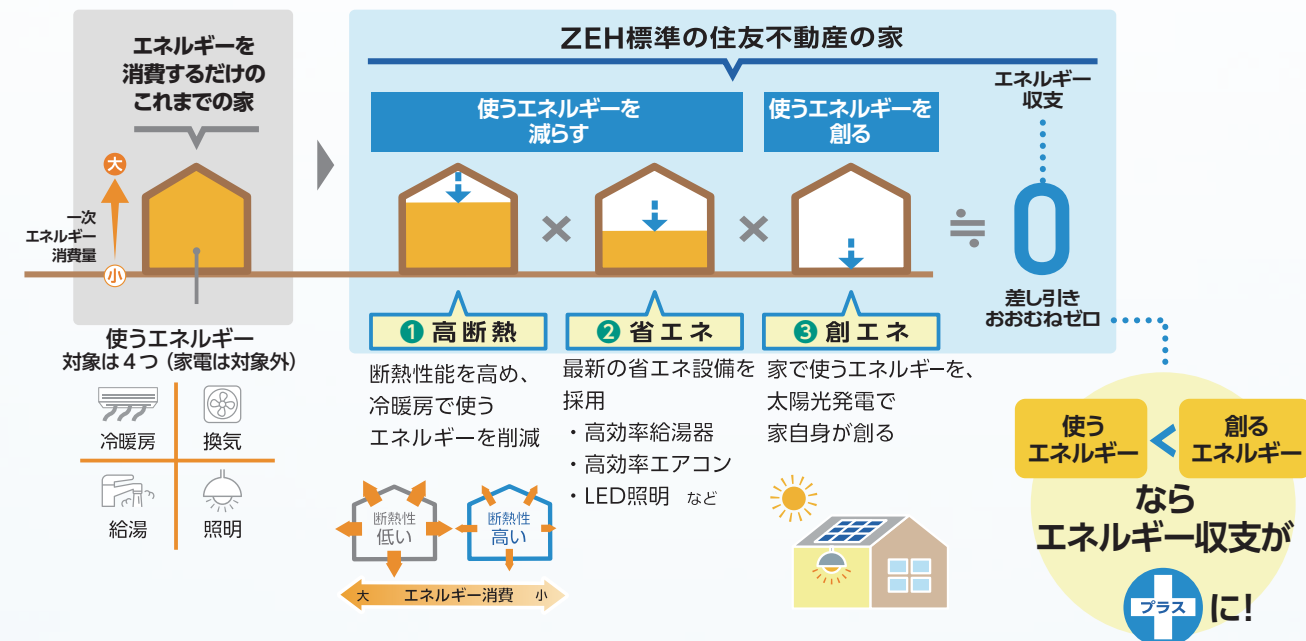 エネルギーを
消費するだけの
これまでの家
大
一次
エネルギー
消費量
小
使うエネルギー
対象は4つ（家電は対象外）
冷暖房
換気
給湯
照明
ZEH標準の住友不動産の家
使うエネルギーを
減らす
使うエネルギーを
創る
エネルギー
収支
×
×
≒
0
差し引き
おおむねゼロ
❶高断熱
断熱性能を高め、
冷暖房で使う
エネルギーを削減
断熱性
低い
断熱性
高い
大 エネルギー消費 小
❷省エネ
最新の省エネ設備を
採用
・高効率給湯器
・高効率エアコン
・LED照明 など
❸創エネ
家で使うエネルギーを、
太陽光発電で
家自身が創る
使う
エネルギー
<
創る
エネルギー
なら
エネルギー収支が
プラス に!